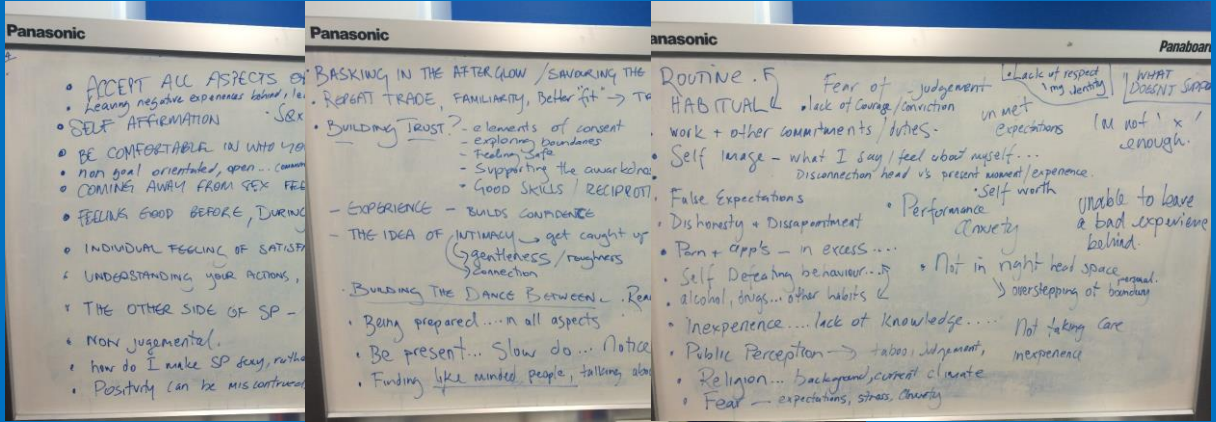 Panasonic
ACCEPT ALL ASPECTS
Leaving negative experiences behind,
SELF AFFIRMATION
BE COMFORTABLE IN WHO YOU
non goal orientated, open...
COMING AWAY FROM SEX
FEELING GOOD BEFORE, DURING
INDIVIDUAL FEELING OF SATISF
UNDERSTANDING YOUR ACTIONS,
THE OTHER SIDE OF SP -
NON jugemental.
how do I make SP sexy,
Positivity can be misconstrued
Panasonic
BASKING IN THE AFTERGLOW / SAVOURING THE
REPEAT TRADE, FAMILIARITY, Better "fit" →
BUILDING TRUST? - elements of consent
- exploring boundaries
- Feeling safe
- Supporting the
GOOD SKILLS /
- EXPERIENCE - BUILDS CONFIDENCE
- THE IDEA OF INTIMACY → get caught up
gentleness / roughness
connection
BUILDING THE DANCE BETWEEN..
Being prepared.... in all aspects
Be present... Slow do... Notice
Finding like minded people, talking
anasonic
Panaboar
ROUTINE.
HABITUAL
Fear of - judgement
Lack of respect
my identity
WHAT
DOESNT
lack of Courage/conviction
un met
expectations
Im not 'x'
enough.
work + other commitments / duties.
Self Image - what I say / feel about myself...
Disconnection head vs present moment/experience.
self worth
False Expectations
Performance
Anxiety
unable to leave
a bad experience
behind.
Dishonesty + Dissapointment
Porn + app's - in excess....
Self Defeating behaviour...
Not in right head space
overstepping of boundary
personal.
alcohol, drugs... other habits
Inexperience.... lack of knowledge.....
Not taking care
Public Perception → taboo, judgement,
inexperience
Religion... background, current climate
Fear - expectations, stress, anxiety